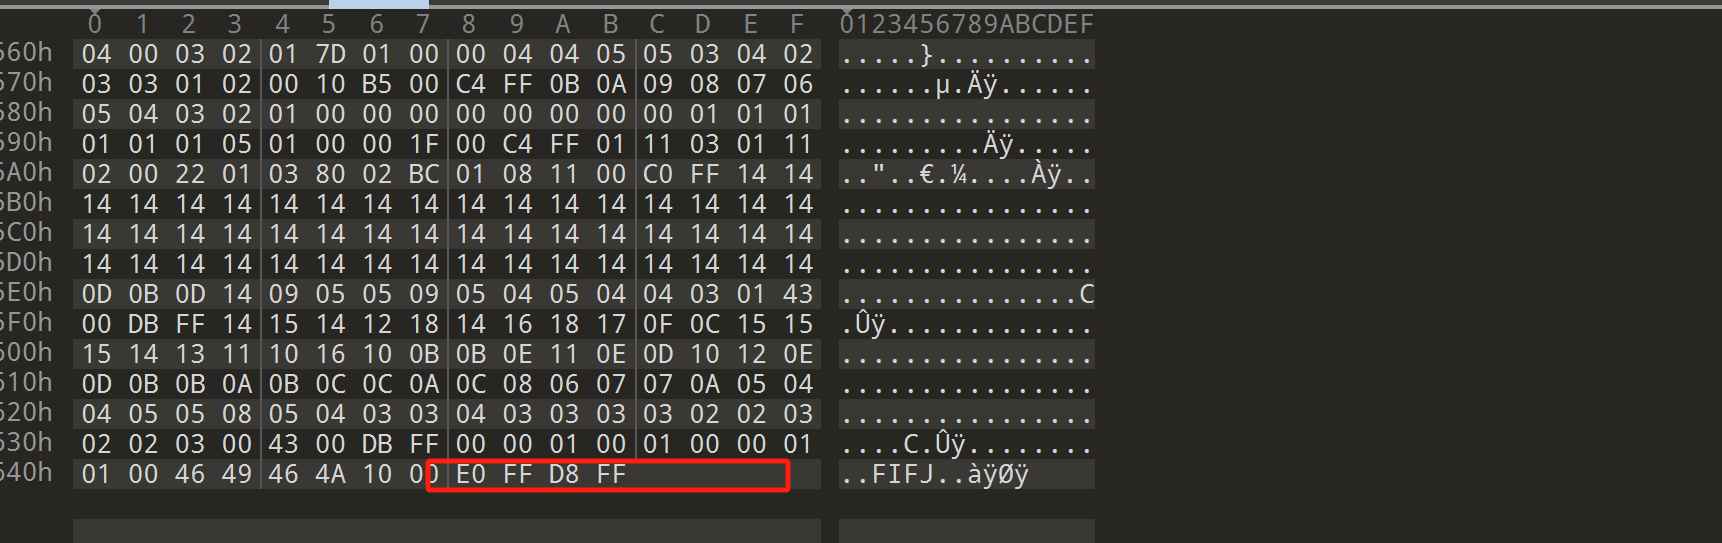 0 1 2 3 4 5 6 7 8 9 A B C D E F 0123456789ABCDEF
560h 04 00 03 02 01 7D 01 00 00 04 04 05 05 03 04 02 .....}..........
570h 03 03 01 02 00 10 B5 00 C4 FF 0B 0A 09 08 07 06 ......µ.Äÿ......
580h 05 04 03 02 01 00 00 00 00 00 00 00 00 01 01 01 ................
590h 01 01 01 05 01 00 00 1F 00 C4 FF 01 11 03 01 11 .........Äÿ.....
5A0h 02 00 22 01 03 80 02 BC 01 08 11 00 C0 FF 14 14 .."..€.¼....Àÿ..
5B0h 14 14 14 14 14 14 14 14 14 14 14 14 14 14 14 14 ................
5C0h 14 14 14 14 14 14 14 14 14 14 14 14 14 14 14 14 ................
5D0h 14 14 14 14 14 14 14 14 14 14 14 14 14 14 14 14 ................
5E0h 0D 0B 0D 14 09 05 05 09 05 04 05 04 04 03 01 43 ...............C
5F0h 00 DB FF 14 15 14 12 18 14 16 18 17 0F 0C 15 15 .Ûÿ.............
600h 15 14 13 11 10 16 10 0B 0B 0E 11 0E 0D 10 12 0E ................
610h 0D 0B 0B 0A 0B 0C 0C 0A 0C 08 06 07 07 0A 05 04 ................
620h 04 05 05 08 05 04 03 03 04 03 03 03 03 02 02 03 ................
630h 02 02 03 00 43 00 DB FF 00 00 01 00 01 00 00 01 ....C.Ûÿ........
640h 01 00 46 49 46 4A 10 00 E0 FF D8 FF ..FIFJ..àÿØÿ